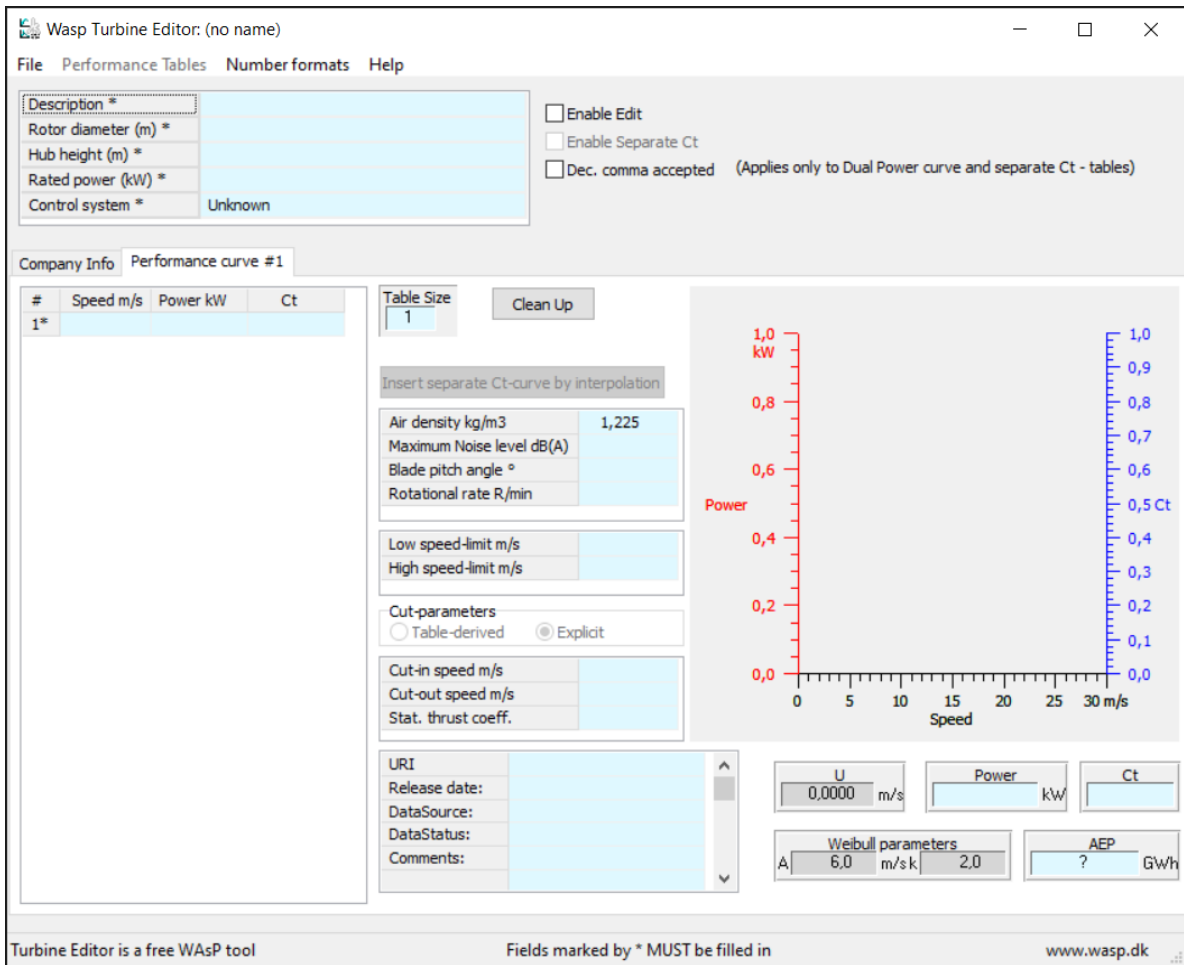 Wasp Turbine Editor: (no name)
File Performance Tables Number formats Help
Description *
Rotor diameter (m) *
Hub height (m) *
Rated power (kW) *
Control system * Unknown
Enable Edit
Enable Separate Ct
Dec. comma accepted (Applies only to Dual Power curve and separate Ct - tables)
Company Info Performance curve #1
# Speed m/s Power kW Ct
1*
Table Size
1
Clean Up
Insert separate Ct-curve by interpolation
Air density kg/m3 1,225
Maximum Noise level dB(A)
Blade pitch angle °
Rotational rate R/min
Low speed-limit m/s
High speed-limit m/s
Cut-parameters
Table-derived Explicit
Cut-in speed m/s
Cut-out speed m/s
Stat. thrust coeff.
URI
Release date:
DataSource:
DataStatus:
Comments:
1,0
kW
0,8
0,6
Power
0,4
0,2
0,0
1,0
0,9
0,8
0,7
0,6
0,5 Ct
0,4
0,3
0,2
0,1
0,0
0 5 10 15 20 25 30 m/s
Speed
U
0,0000 m/s
Power
kW
Ct
Weibull parameters
A 6,0 m/s k 2,0
AEP
? GWh
Turbine Editor is a free WAsP tool Fields marked by * MUST be filled in www.wasp.dk